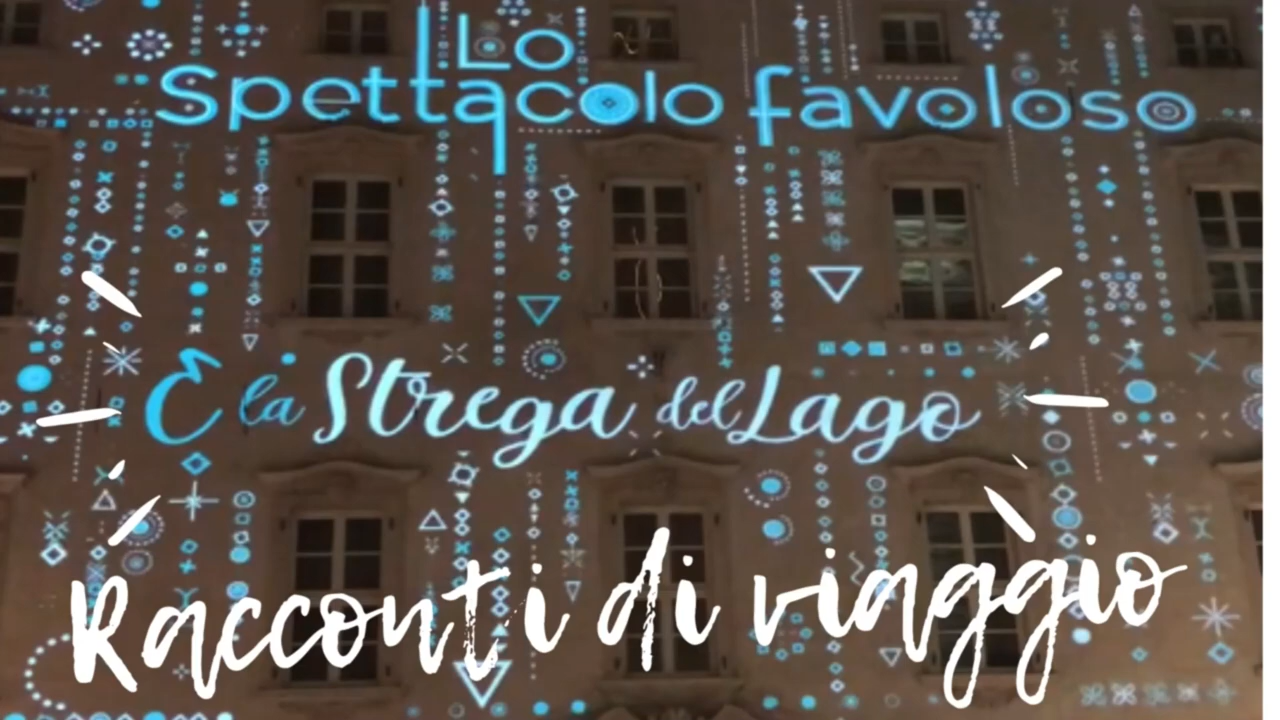 Lo
Spettacolo favoloso
E la Strega del Lago
Racconti di viaggio